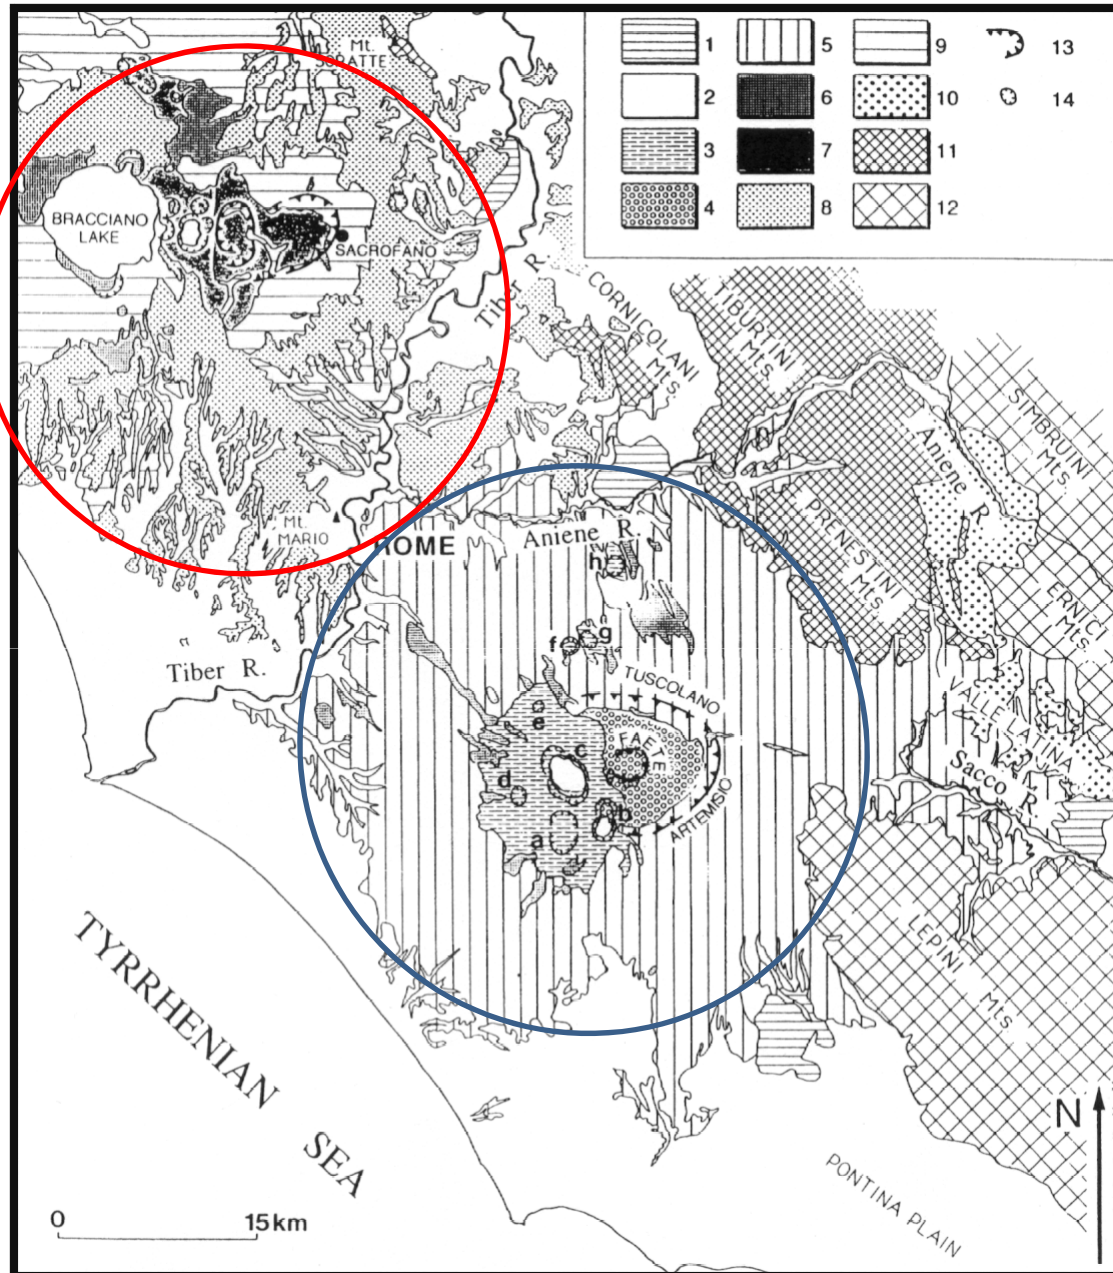 Mt.
SORATTE
1
5
9
13
2
6
10
14
3
7
11
4
8
12
BRACCIANO
LAKE
SACROFANO
Tiber R.
CORNICOLANI
Mts
TIBURTINI
Mts
SIMBRUINI
Mts
Aniene R.
PRENESTINI
Mts
ERNICI
Mts
Mt.
MARIO
ROME
Aniene R.
h
g
f
Tiber R.
TUSCOLANO
e
FAETE
c
d
b
a
ARTEMISIO
VALLE LATINA
Sacco R.
LEPINI
Mts
TYRRHENIAN
SEA
PONTINA PLAIN
N
0
15km